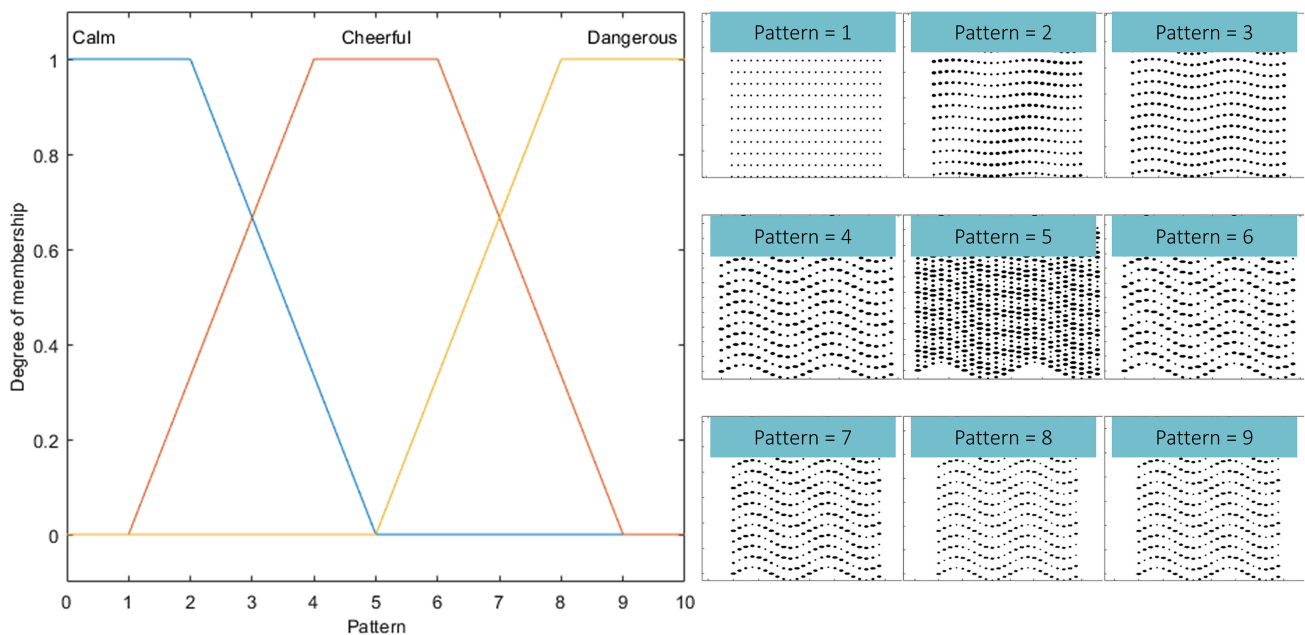 Calm Cheerful Dangerous
1
0.8
0.6
0.4
0.2
0
Degree of membership
0 1 2 3 4 5 6 7 8 9 10
Pattern
Pattern = 1 Pattern = 2 Pattern = 3
Pattern = 4 Pattern = 5 Pattern = 6
Pattern = 7 Pattern = 8 Pattern = 9